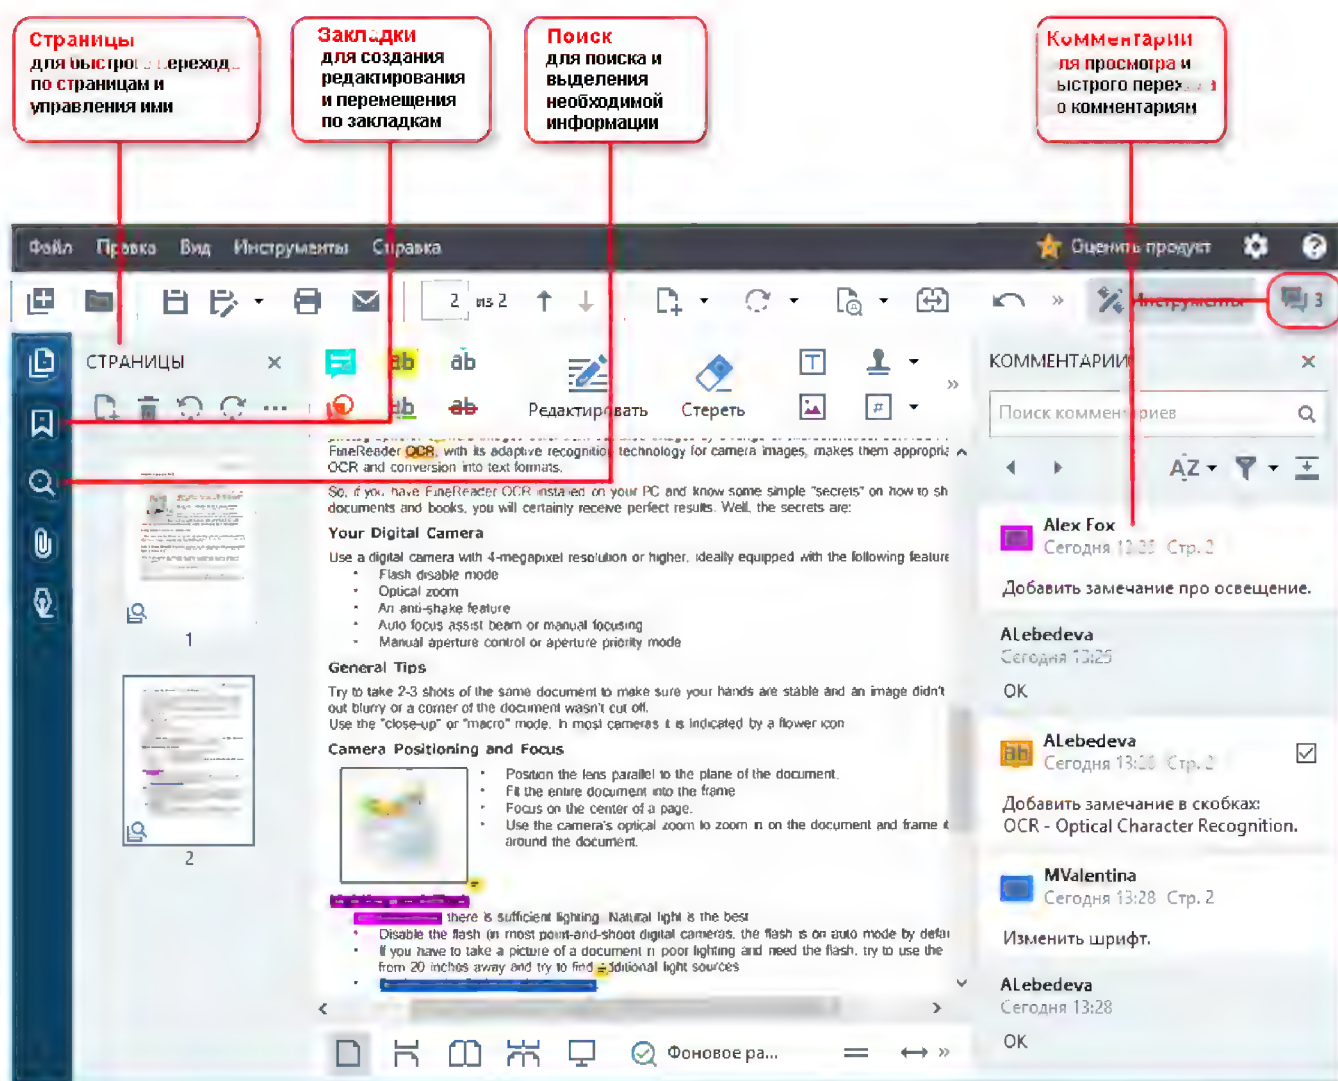 Страницы
для быстрого перехода
по страницам и
управления ими
Закладки
для создания
редактирования
и перемещения
по закладкам
Поиск
для поиска и
выделения
необходимой
информации
Комментарии
ля просмотра и
ыстрого перех
о комментариям
Файл Правка Вид Инструменты Справка Оценить продукт
2 из 2 Инструменты 3
СТРАНИЦЫ
Редактировать Стереть
1
2
FineReader OCR, with its adaptive recognition technology for camera images, makes them appropria
OCR and conversion into text formats.
So, if you have FineReader OCR installed on your PC and know some simple "secrets" on how to sh
documents and books, you will certainly receive perfect results. Well, the secrets are:
Your Digital Camera
Use a digital camera with 4-megapixel resolution or higher, ideally equipped with the following feature
• Flash disable mode
• Optical zoom
• An anti-shake feature
• Auto focus assist beam or manual focusing
• Manual aperture control or aperture priority mode
General Tips
Try to take 2-3 shots of the same document to make sure your hands are stable and an image didn't
out blurry or a corner of the document wasn't cut off.
Use the "close-up" or "macro" mode. In most cameras it is indicated by a flower icon
Camera Positioning and Focus
• Position the lens parallel to the plane of the document.
• Fit the entire document into the frame
• Focus on the center of a page.
• Use the camera's optical zoom to zoom in on the document and frame it
around the document.
there is sufficient lighting. Natural light is the best
• Disable the flash (in most point-and-shoot digital cameras, the flash is on auto mode by defau
• If you have to take a picture of a document in poor lighting and need the flash, try to use the
from 20 inches away and try to find additional light sources
Фоновое ра...
КОММЕНТАРИИ
Поиск комментариев
AZ
Alex Fox
Сегодня Стр. 2
Добавить замечание про освещение.
ALebedeva
Сегодня 13:25
OK
ab ALebedeva
Сегодня 13:26 Стр. 2
Добавить замечание в скобках:
OCR - Optical Character Recognition.
MValentina
Сегодня 13:28 Стр. 2
Изменить шрифт.
ALebedeva
Сегодня 13:28
OK